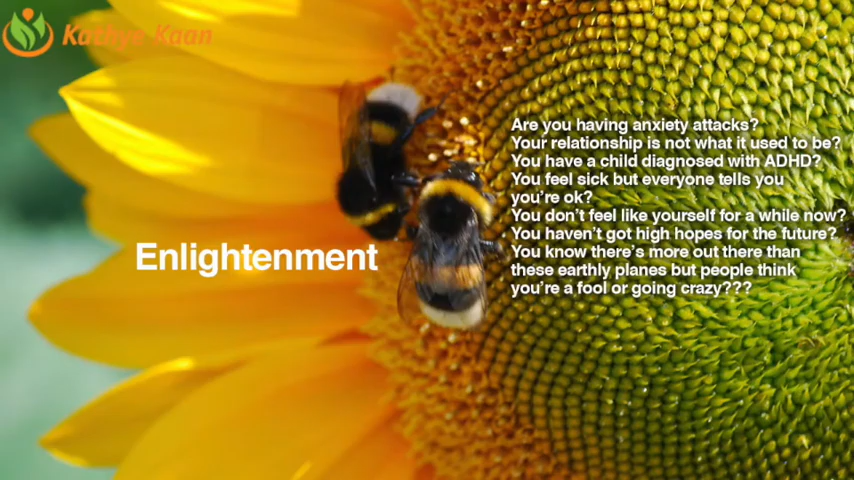 Kathye Kaan
Are you having anxiety attacks?
Your relationship is not what it used to be?
You have a child diagnosed with ADHD?
You feel sick but everyone tells you
you're ok?
You don't feel like yourself for a while now?
You haven't got high hopes for the future?
You know there's more out there than
these earthly planes but people think
you're a fool or going crazy???
Enlightenment